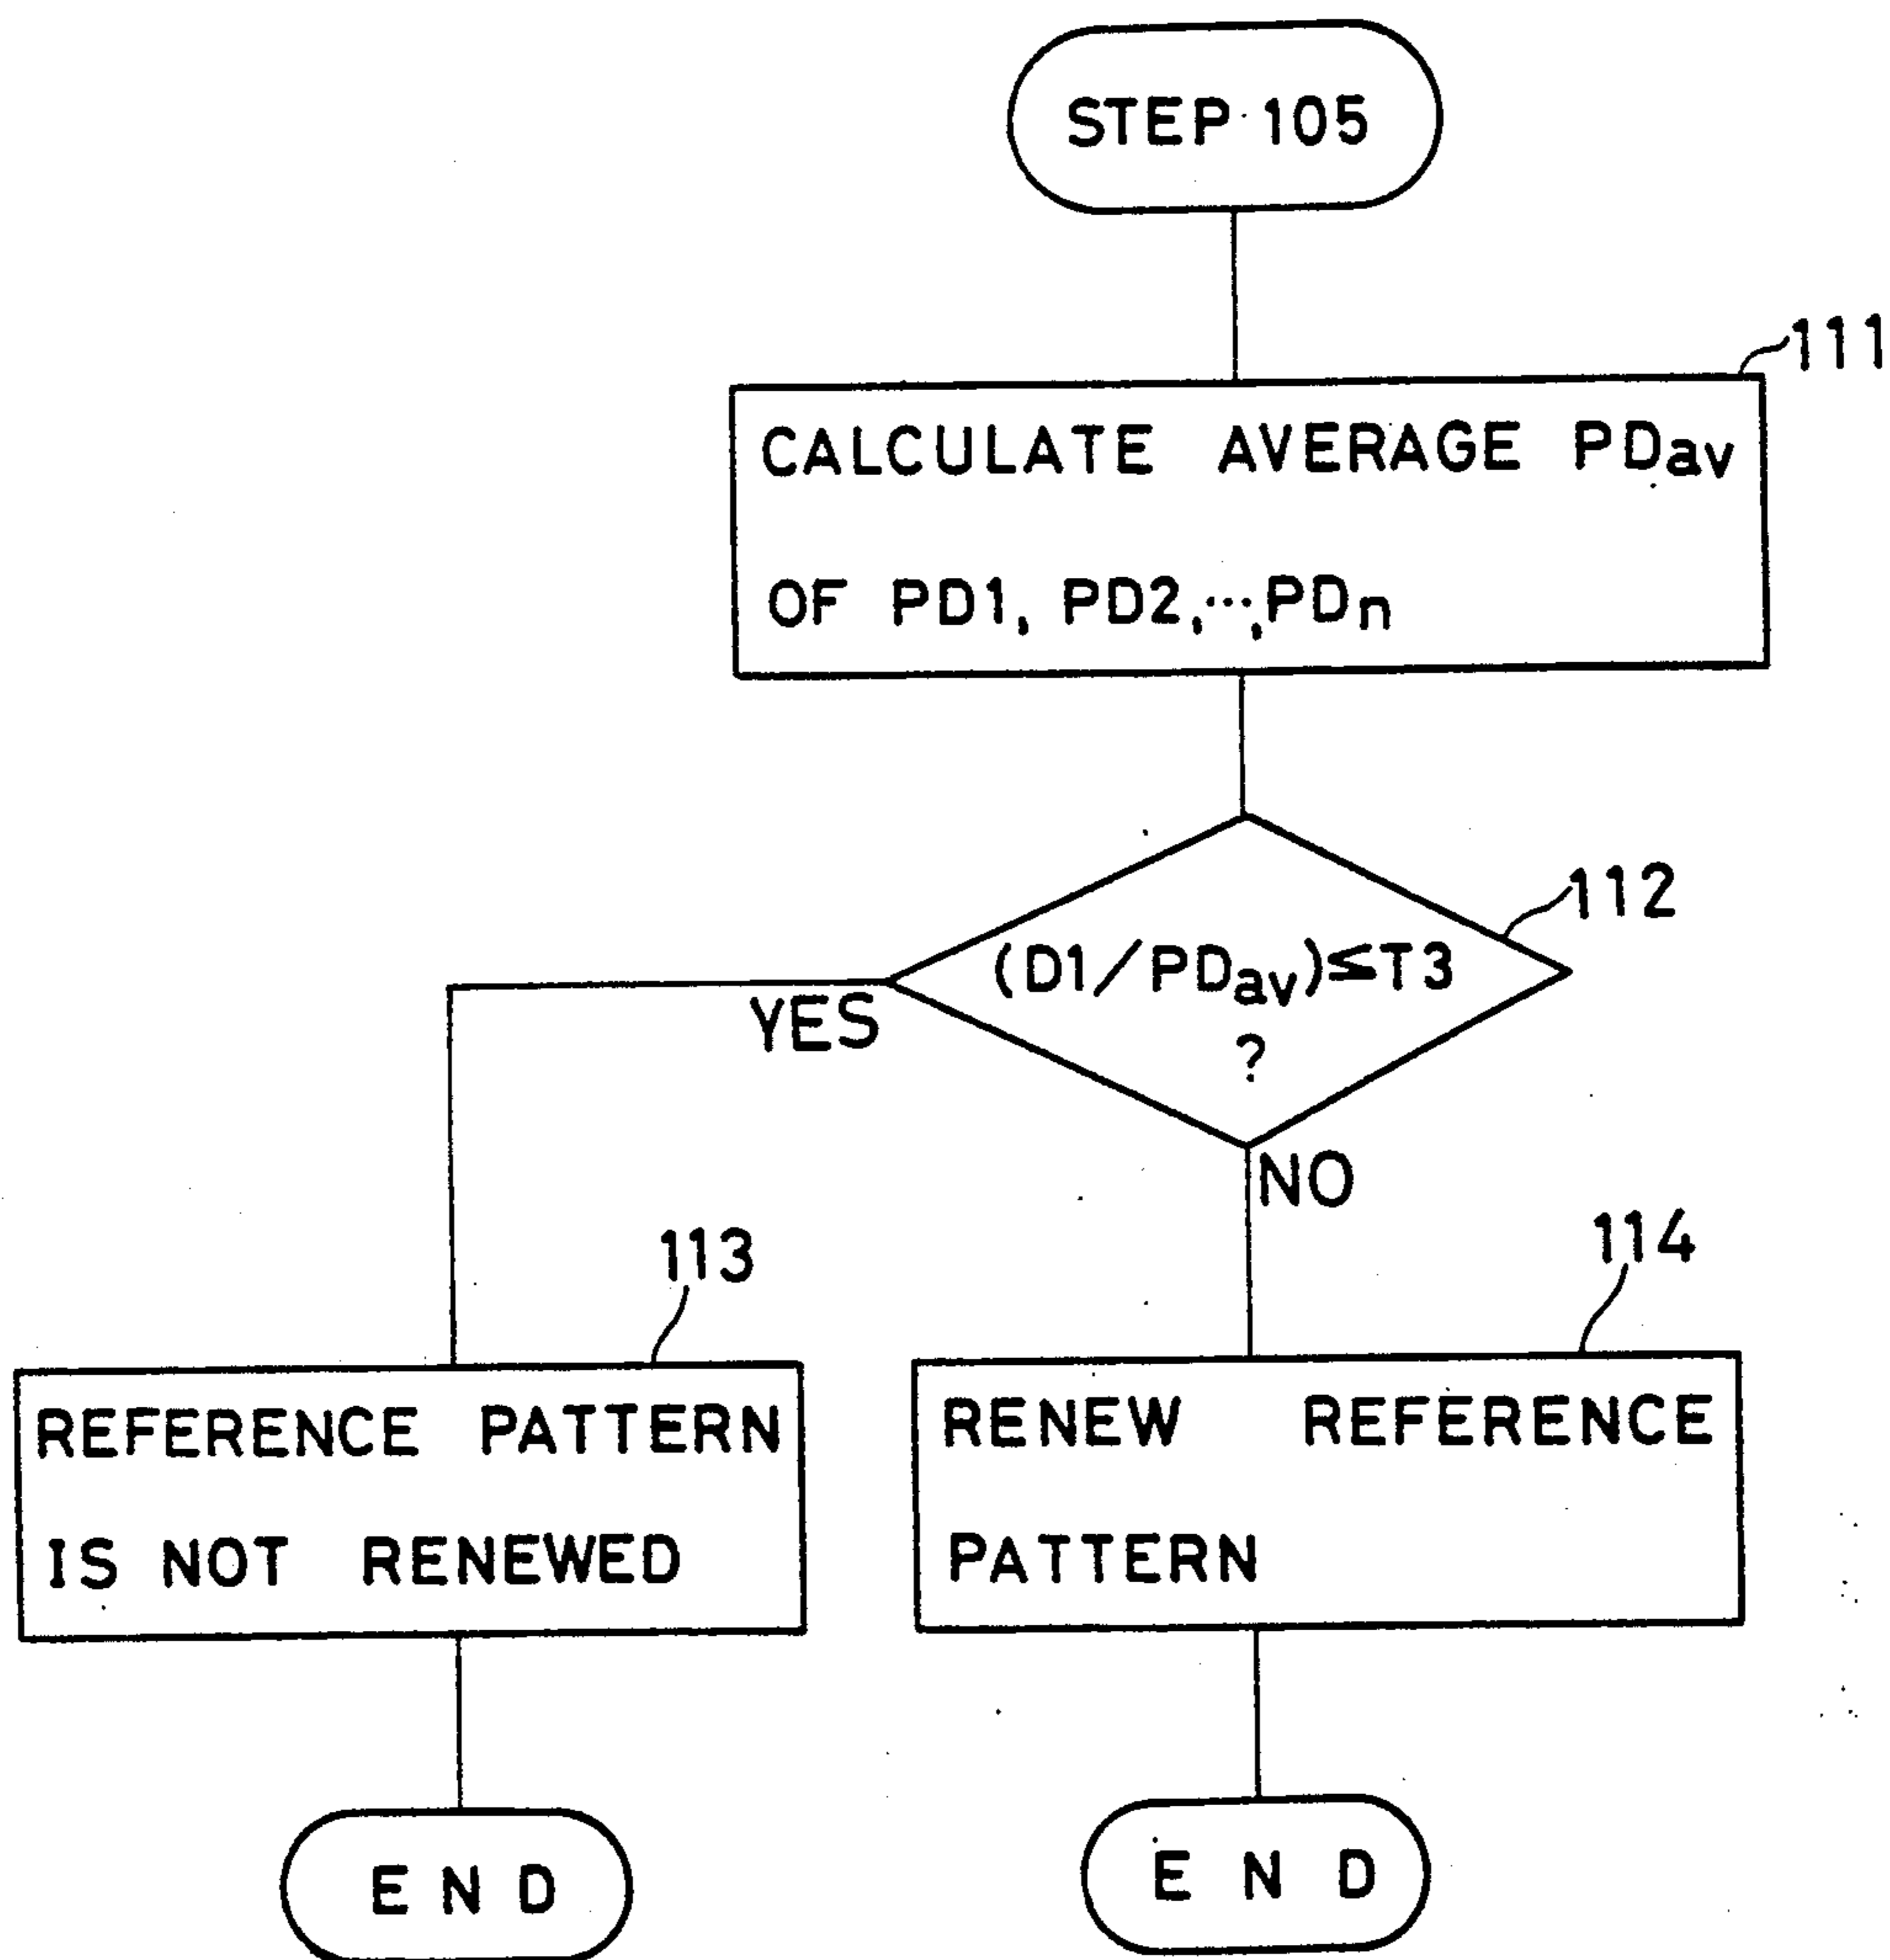 STEP 105
111
CALCULATE AVERAGE PDav
OF PD1, PD2,···,PDn
112
(D1/PDav)≦T3
?
YES
NO
113
114
REFERENCE PATTERN
IS NOT RENEWED
RENEW REFERENCE
PATTERN
END
END